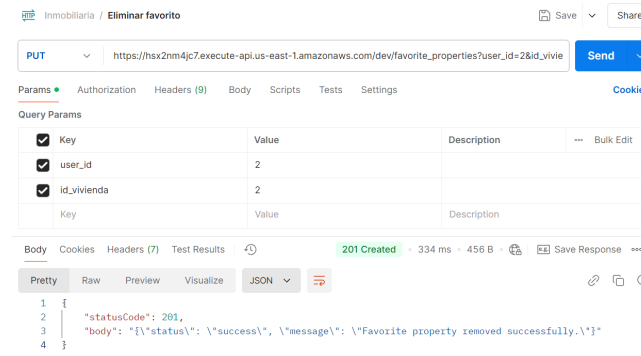 HTTP Inmobiliaria / Eliminar favorito Save Share
PUT https://hsx2nm4jc7.execute-api.us-east-1.amazonaws.com/dev/favorite_properties?user_id=2&id_vivie Send
Params Authorization Headers (9) Body Scripts Tests Settings Cookie
Query Params
Key Value Description Bulk Edit
user_id 2
id_vivienda 2
Key Value Description
Body Cookies Headers (7) Test Results 201 Created 334 ms 456 B e.g. Save Response
Pretty Raw Preview Visualize JSON
1 {
2 "statusCode": 201,
3 "body": "{\"status\": \"success\", \"message\": \"Favorite property removed successfully.\"}"
4 }